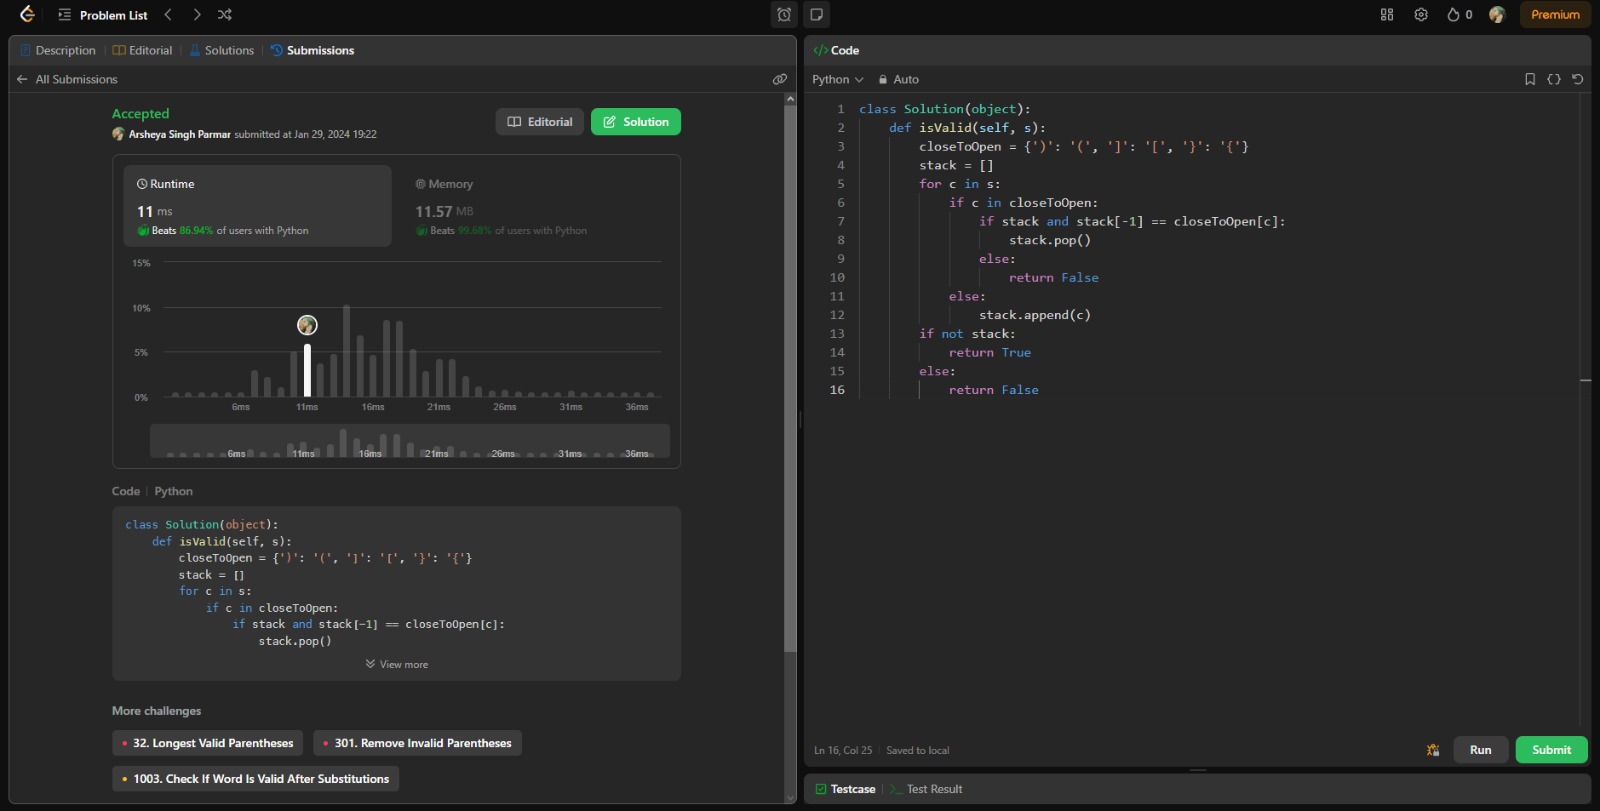 Problem List
0
Premium
Description
Editorial
Solutions
Submissions
All Submissions
Accepted
Arsheya Singh Parmar submitted at Jan 29, 2024 19:22
Editorial
Solution
Runtime
11 ms
Beats 86.94% of users with Python
Memory
11.57 MB
Beats 99.68% of users with Python
15%
10%
5%
0%
6ms 11ms 16ms 21ms 26ms 31ms 36ms
6ms 11ms 16ms 21ms 26ms 31ms 36ms
Code | Python
class Solution(object):
    def isValid(self, s):
        closeToOpen = {')': '(', ']': '[', '}': '{'}
        stack = []
        for c in s:
            if c in closeToOpen:
                if stack and stack[-1] == closeToOpen[c]:
                    stack.pop()
View more
More challenges
32. Longest Valid Parentheses
301. Remove Invalid Parentheses
1003. Check If Word Is Valid After Substitutions
</>Code
Python
Auto
1 class Solution(object):
2     def isValid(self, s):
3         closeToOpen = {')': '(', ']': '[', '}': '{'}
4         stack = []
5         for c in s:
6             if c in closeToOpen:
7                 if stack and stack[-1] == closeToOpen[c]:
8                     stack.pop()
9                 else:
10                     return False
11             else:
12                 stack.append(c)
13         if not stack:
14             return True
15         else:
16             return False
Ln 16, Col 25
Saved to local
Run
Submit
Testcase
Test Result